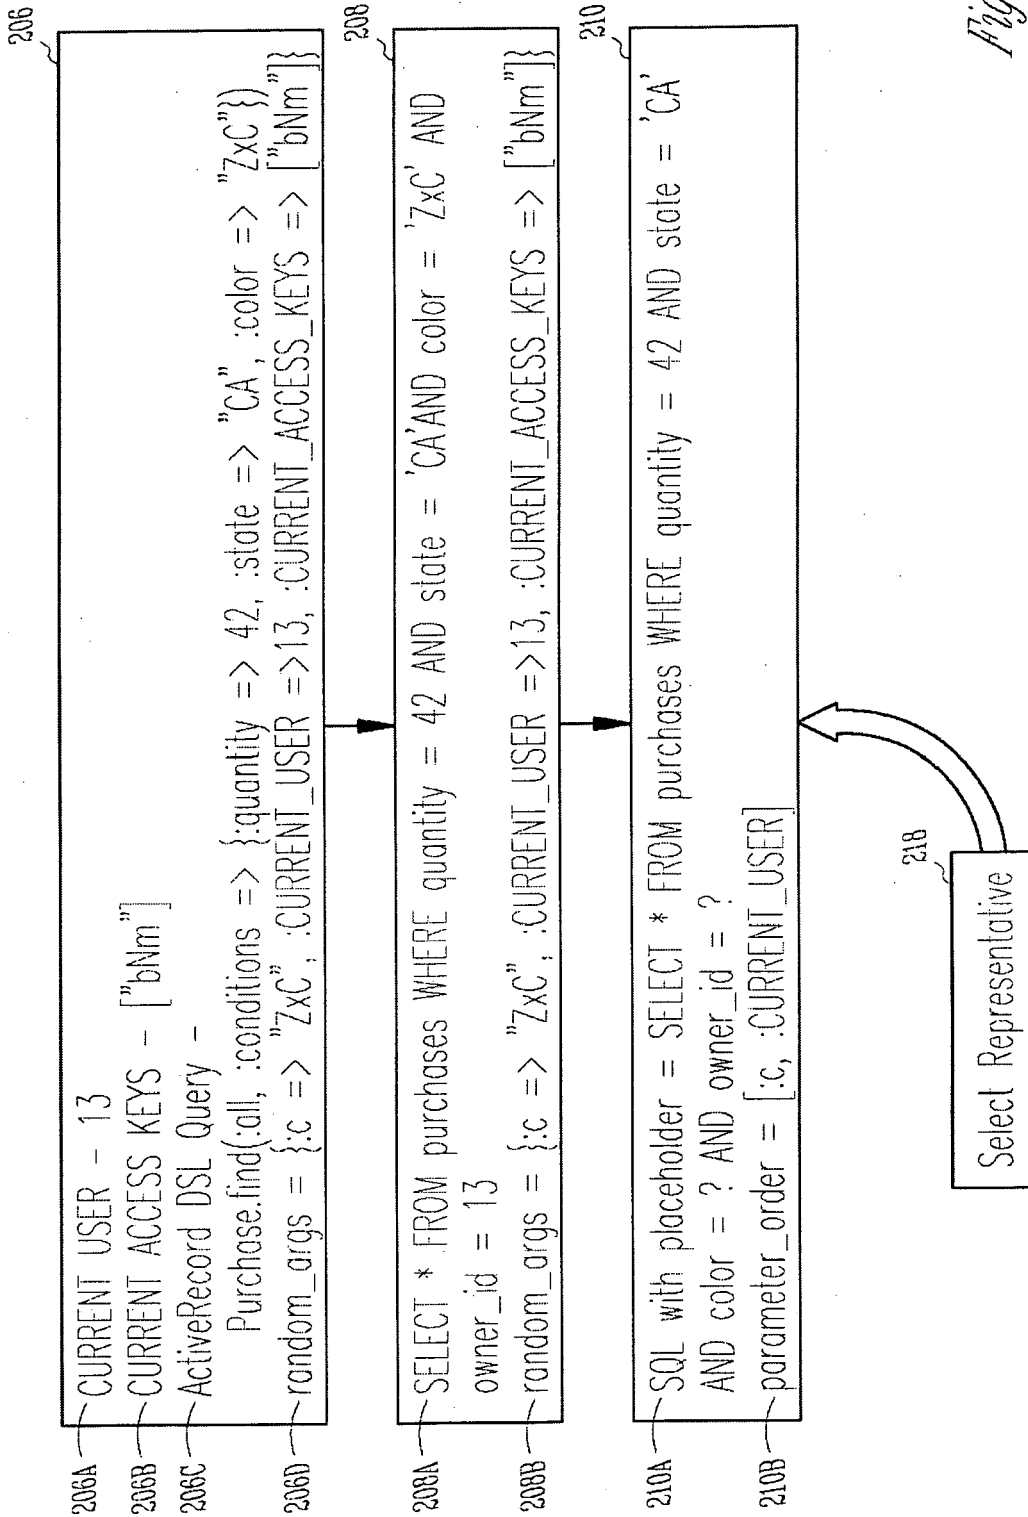 206
206A CURRENT USER - 13
206B CURRENT ACCESS KEYS - ["bNm"]
206C ActiveRecord DSL Query -
Purchase.find(:all, :conditions => {:quantity => 42, :state => "CA", :color => "ZxC"})
206D random_args = {:c => "ZxC", :CURRENT_USER =>13, :CURRENT_ACCESS_KEYS => ["bNm"]}
208
208A SELECT * FROM purchases WHERE quantity = 42 AND state = 'CA'AND color = 'ZxC' AND
owner_id = 13
208B random_args = {:c => "ZxC", :CURRENT_USER =>13, :CURRENT_ACCESS_KEYS => ["bNm"]}
210
210A SQL with placeholder = SELECT * FROM purchases WHERE quantity = 42 AND state = 'CA'
AND color = ? AND owner_id = ?
210B parameter_order = [:c, :CURRENT_USER]
218
Select Representative
Fig